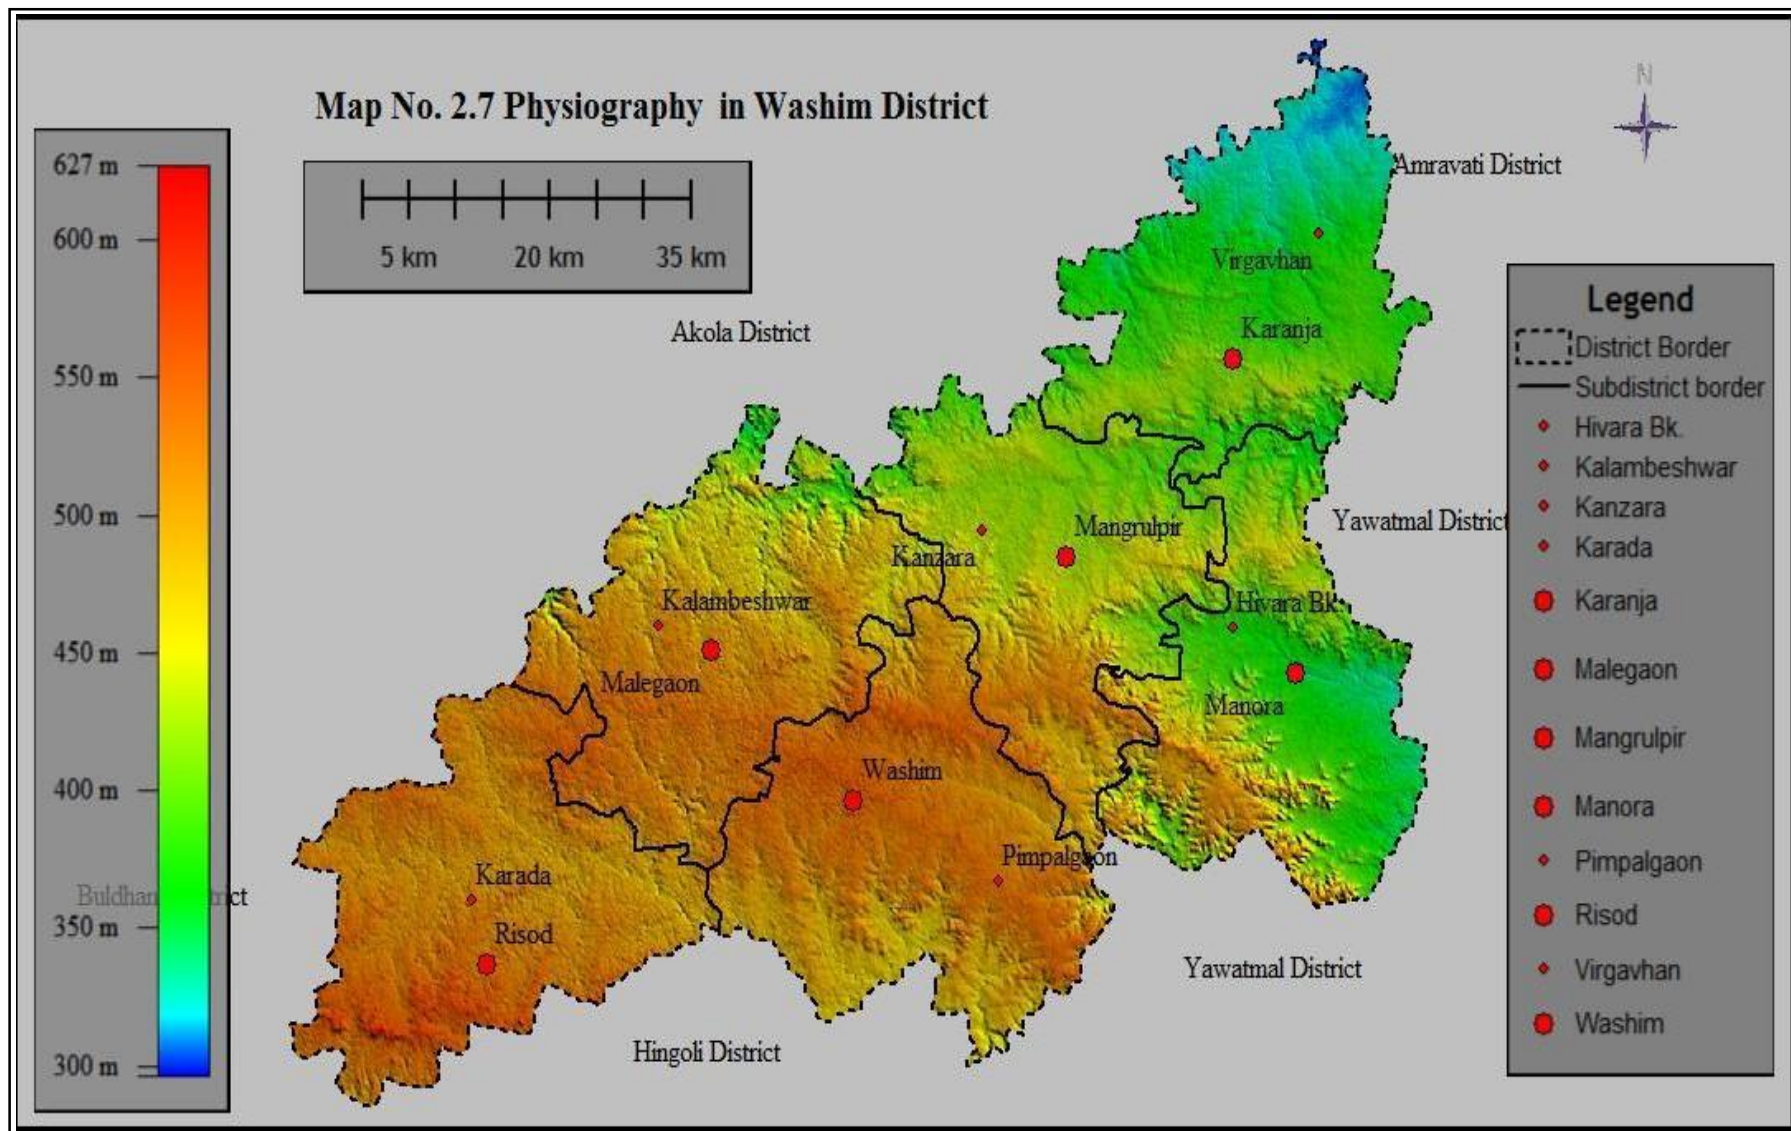 Map No. 2.7 Physiography in Washim District
N
627 m
600 m
550 m
500 m
450 m
400 m
350 m
300 m
5 km 20 km 35 km
Amravati District
Akola District
Virgavhan
Karanja
Yawatmal District
Mangrulpir
Kanzara
Kalambeshwar
Hivara Bk.
Malegaon
Manora
Washim
Pimpalgaon
Karada
Risod
Yawatmal District
Hingoli District
Legend
District Border
Subdistrict border
Hivara Bk.
Kalambeshwar
Kanzara
Karada
Karanja
Malegaon
Mangrulpir
Manora
Pimpalgaon
Risod
Virgavhan
Washim